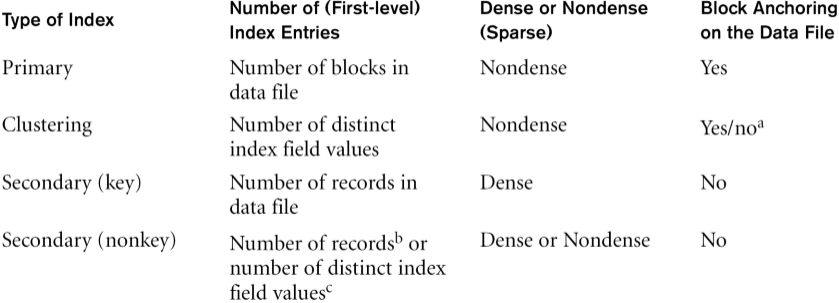 Type of Index Number of (First-level) Index Entries Dense or Nondense (Sparse) Block Anchoring on the Data File
Primary Number of blocks in data file Nondense Yes
Clustering Number of distinct index field values Nondense Yes/noᵃ
Secondary (key) Number of records in data file Dense No
Secondary (nonkey) Number of recordsᵇ or number of distinct index field valuesᶜ Dense or Nondense No